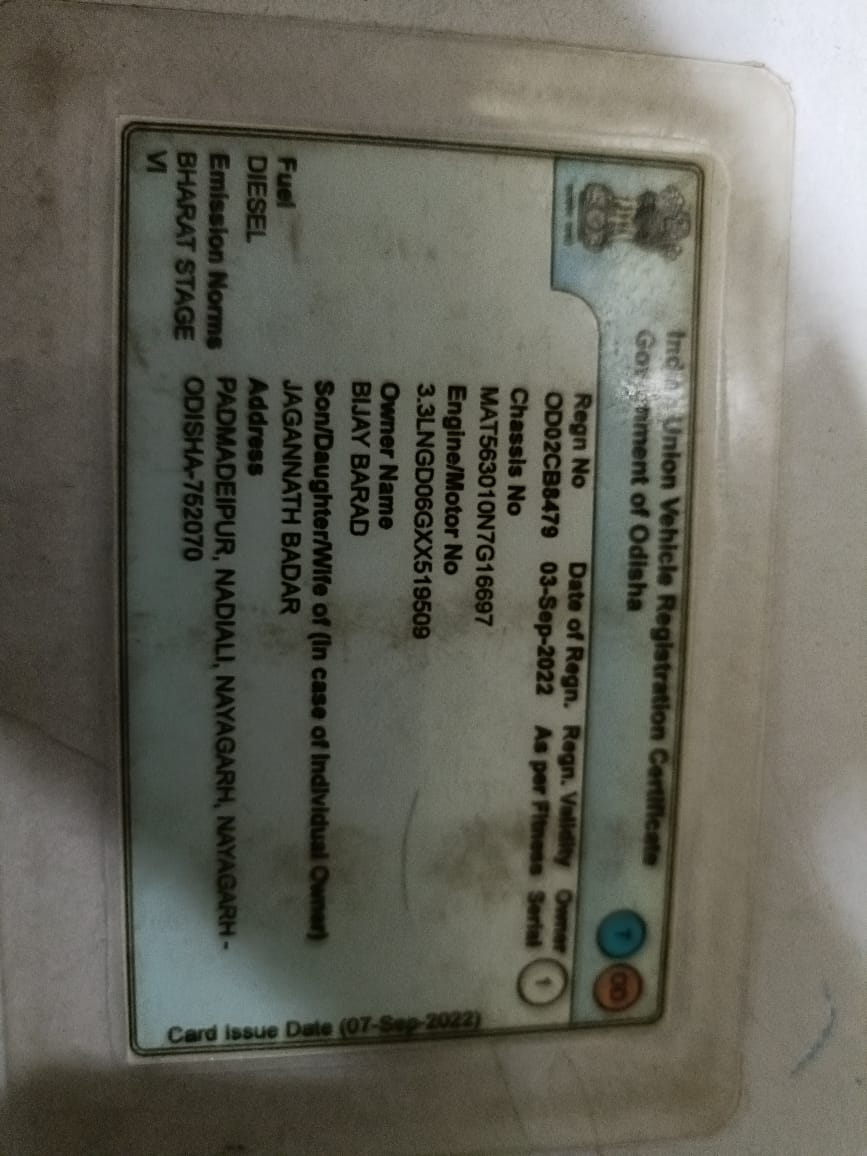 Indian Union Vehicle Registration Certificate
Government of Odisha
T OD
Regn No Date of Regn. Regn. Validity Owner
OD02CB8479 03-Sep-2022 As per Fitness Serial 1
Chassis No
MAT563010N7G16697
Engine/Motor No
3.3LNGD06GXX519509
Owner Name
BIJAY BARAD
Son/Daughter/Wife of (In case of Individual Owner)
JAGANNATH BADAR
Fuel
DIESEL
Emission Norms
BHARAT STAGE
VI
Address
PADMADEIPUR, NADIALI, NAYAGARH, NAYAGARH -
ODISHA-752070
Card Issue Date (07-Sep-2022)